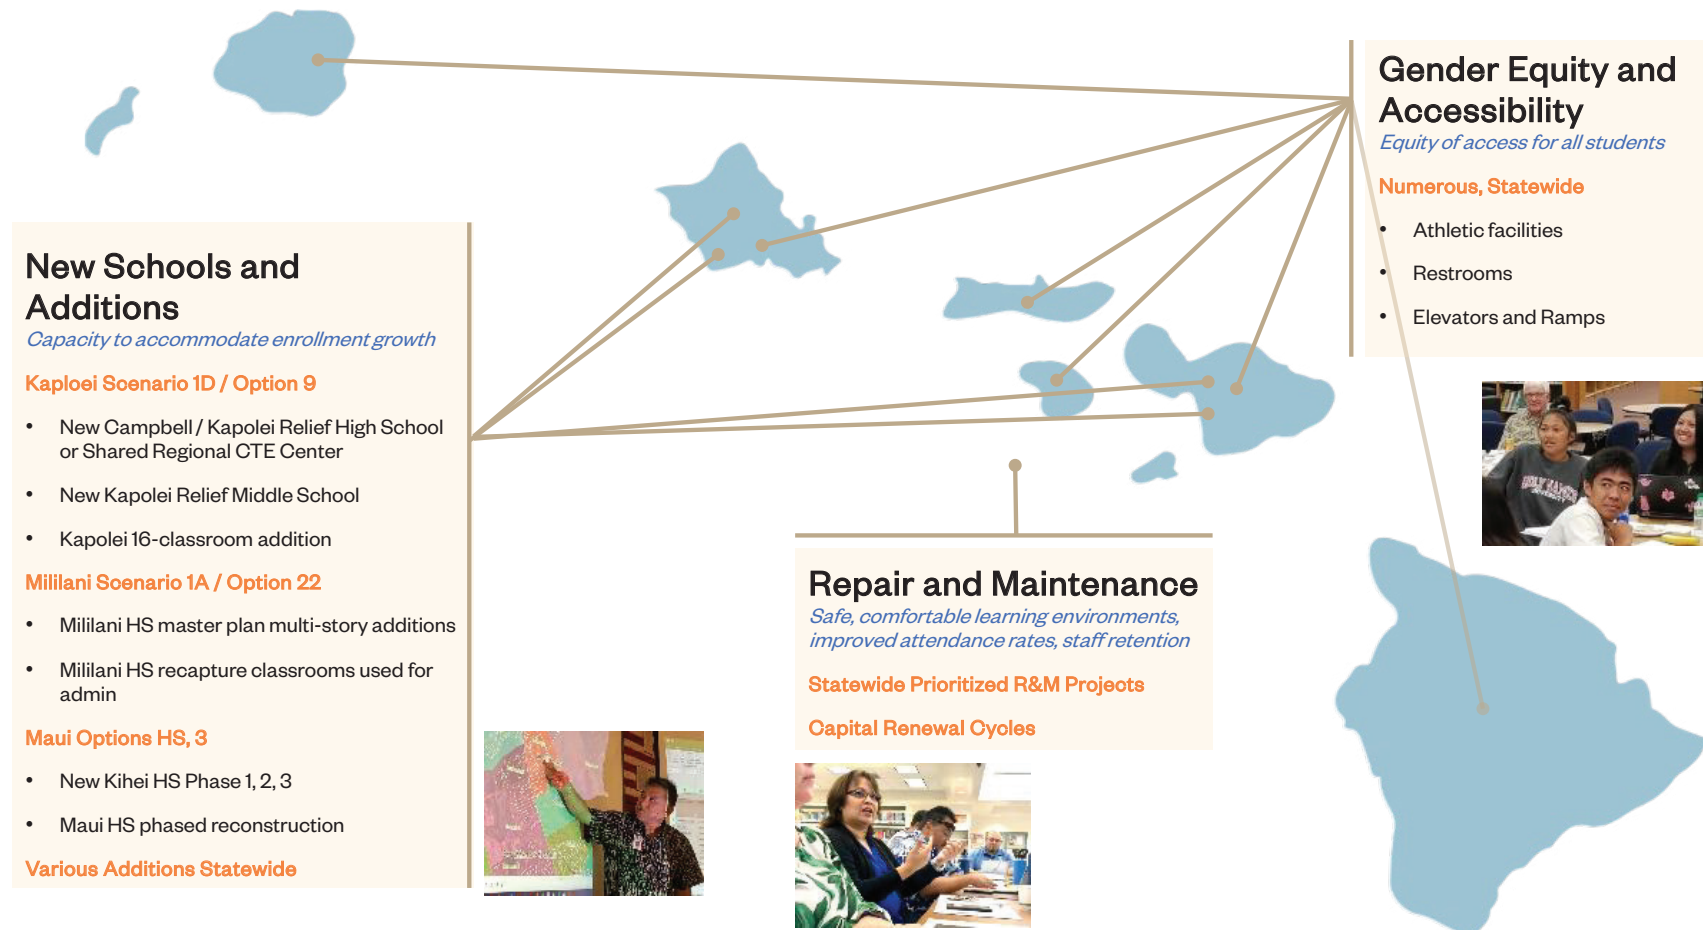 New Schools and
Additions
Capacity to accommodate enrollment growth
Kaploei Scenario 1D / Option 9
• New Campbell / Kapolei Relief High School
or Shared Regional CTE Center
• New Kapolei Relief Middle School
• Kapolei 16-classroom addition
Mililani Scenario 1A / Option 22
• Mililani HS master plan multi-story additions
• Mililani HS recapture classrooms used for
admin
Maui Options HS, 3
• New Kihei HS Phase 1, 2, 3
• Maui HS phased reconstruction
Various Additions Statewide
Repair and Maintenance
Safe, comfortable learning environments,
improved attendance rates, staff retention
Statewide Prioritized R&M Projects
Capital Renewal Cycles
Gender Equity and
Accessibility
Equity of access for all students
Numerous, Statewide
• Athletic facilities
• Restrooms
• Elevators and Ramps
HOLY NAMES
UNIVERSITY